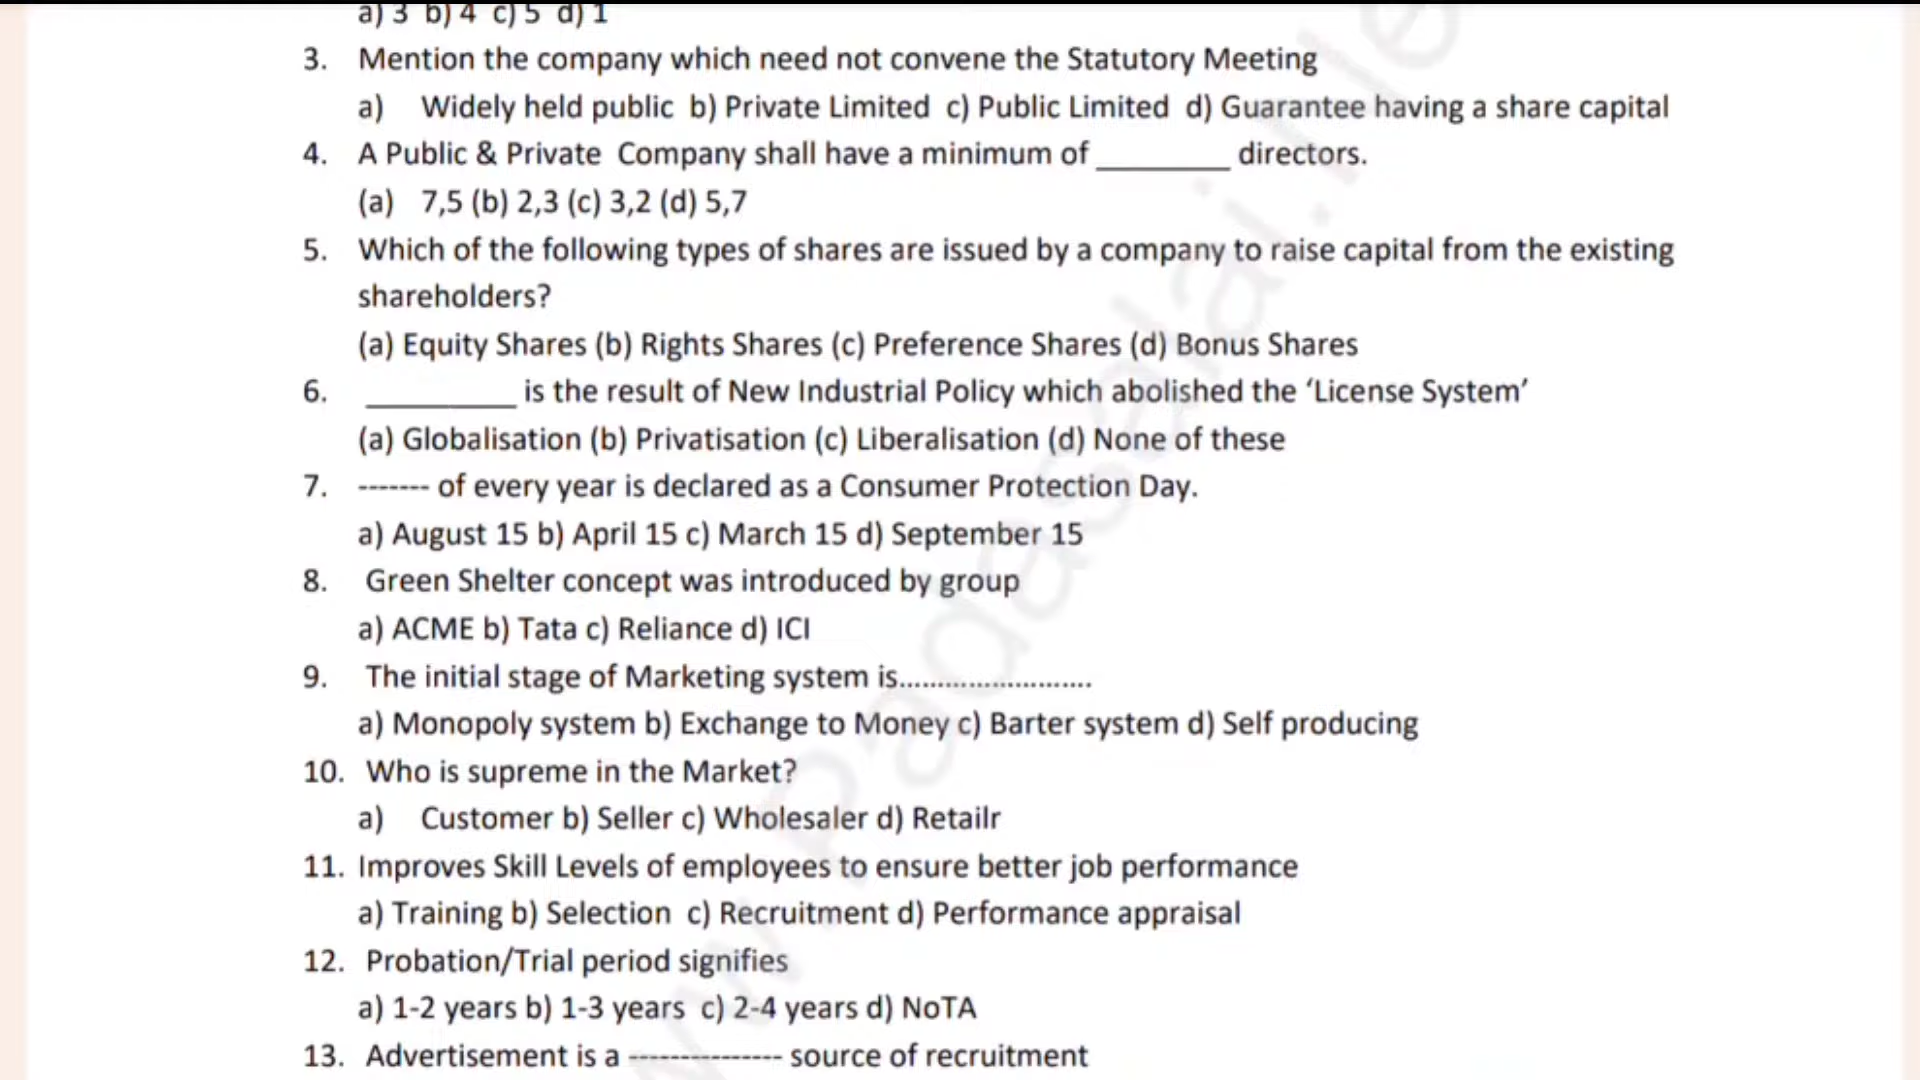 a) 3 b) 4 c) 5 d) 1
3. Mention the company which need not convene the Statutory Meeting
a) Widely held public b) Private Limited c) Public Limited d) Guarantee having a share capital
4. A Public & Private Company shall have a minimum of ________ directors.
(a) 7,5 (b) 2,3 (c) 3,2 (d) 5,7
5. Which of the following types of shares are issued by a company to raise capital from the existing
shareholders?
(a) Equity Shares (b) Rights Shares (c) Preference Shares (d) Bonus Shares
6. _________ is the result of New Industrial Policy which abolished the ‘License System’
(a) Globalisation (b) Privatisation (c) Liberalisation (d) None of these
7. ------- of every year is declared as a Consumer Protection Day.
a) August 15 b) April 15 c) March 15 d) September 15
8. Green Shelter concept was introduced by group
a) ACME b) Tata c) Reliance d) ICI
9. The initial stage of Marketing system is.........................
a) Monopoly system b) Exchange to Money c) Barter system d) Self producing
10. Who is supreme in the Market?
a) Customer b) Seller c) Wholesaler d) Retailr
11. Improves Skill Levels of employees to ensure better job performance
a) Training b) Selection c) Recruitment d) Performance appraisal
12. Probation/Trial period signifies
a) 1-2 years b) 1-3 years c) 2-4 years d) NoTA
13. Advertisement is a --------------- source of recruitment